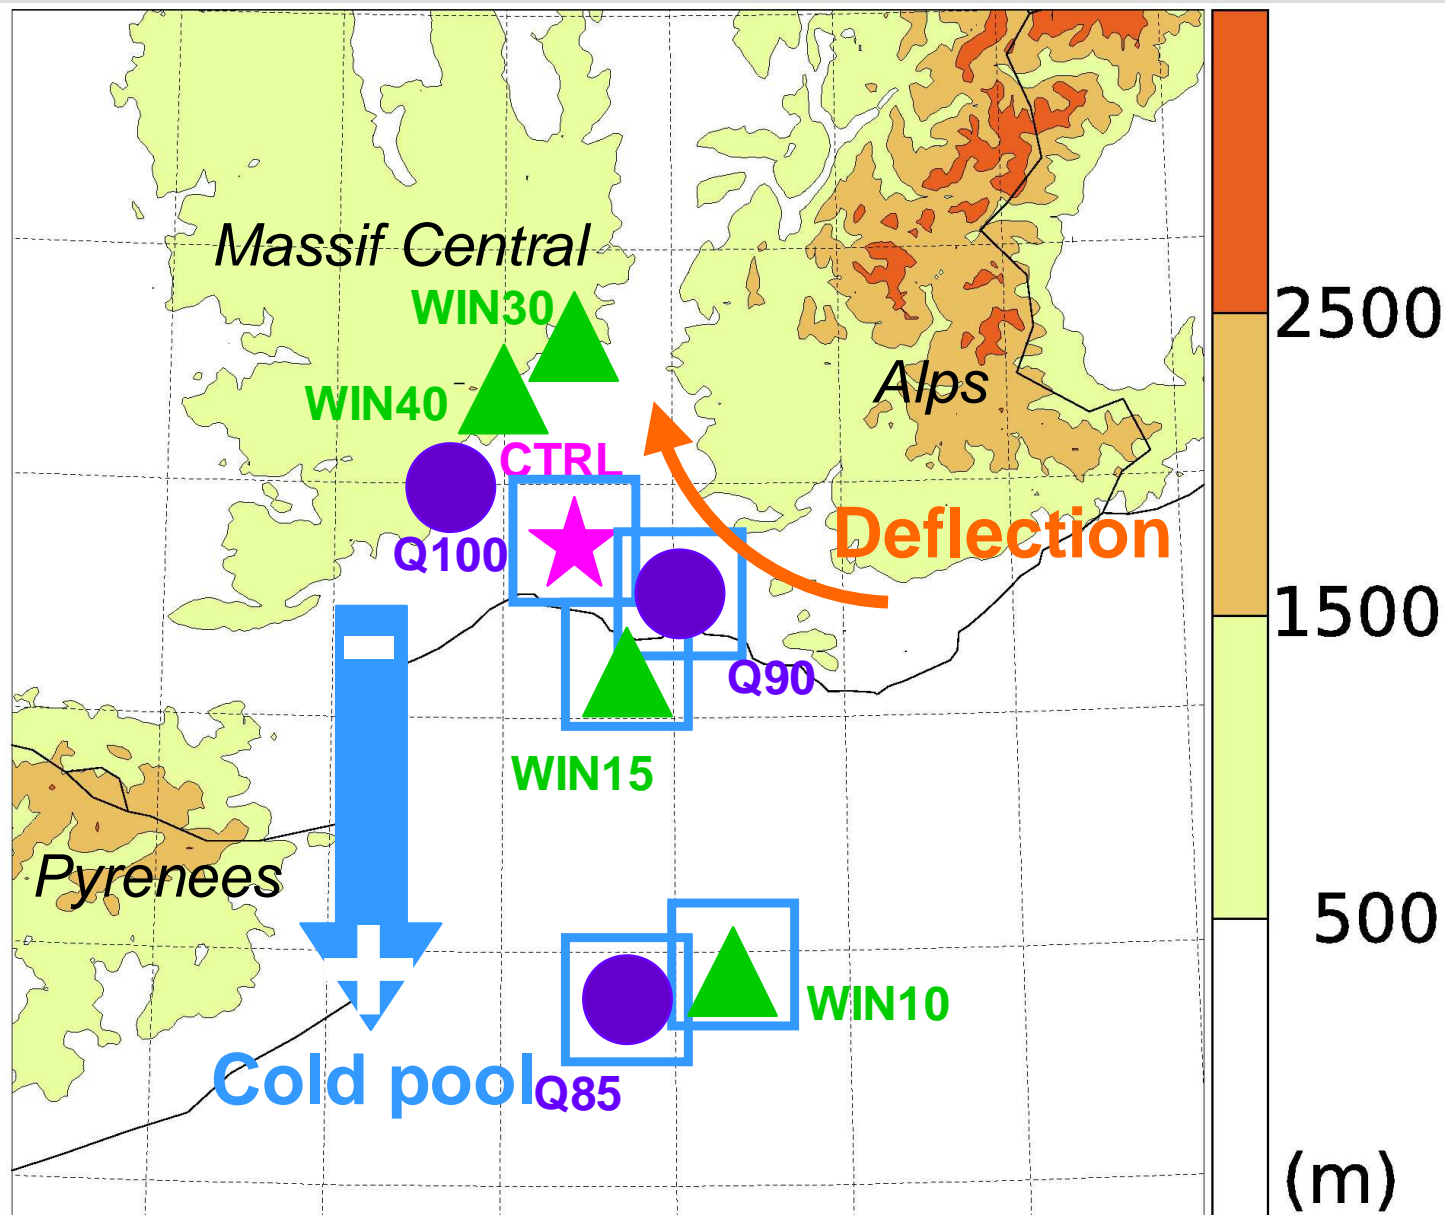 Massif Central
WIN30
2500
Alps
WIN40
CTRL
Deflection
Q100
1500
Q90
WIN15
Pyrenees
500
WIN10
Cold pool
Q85
(m)